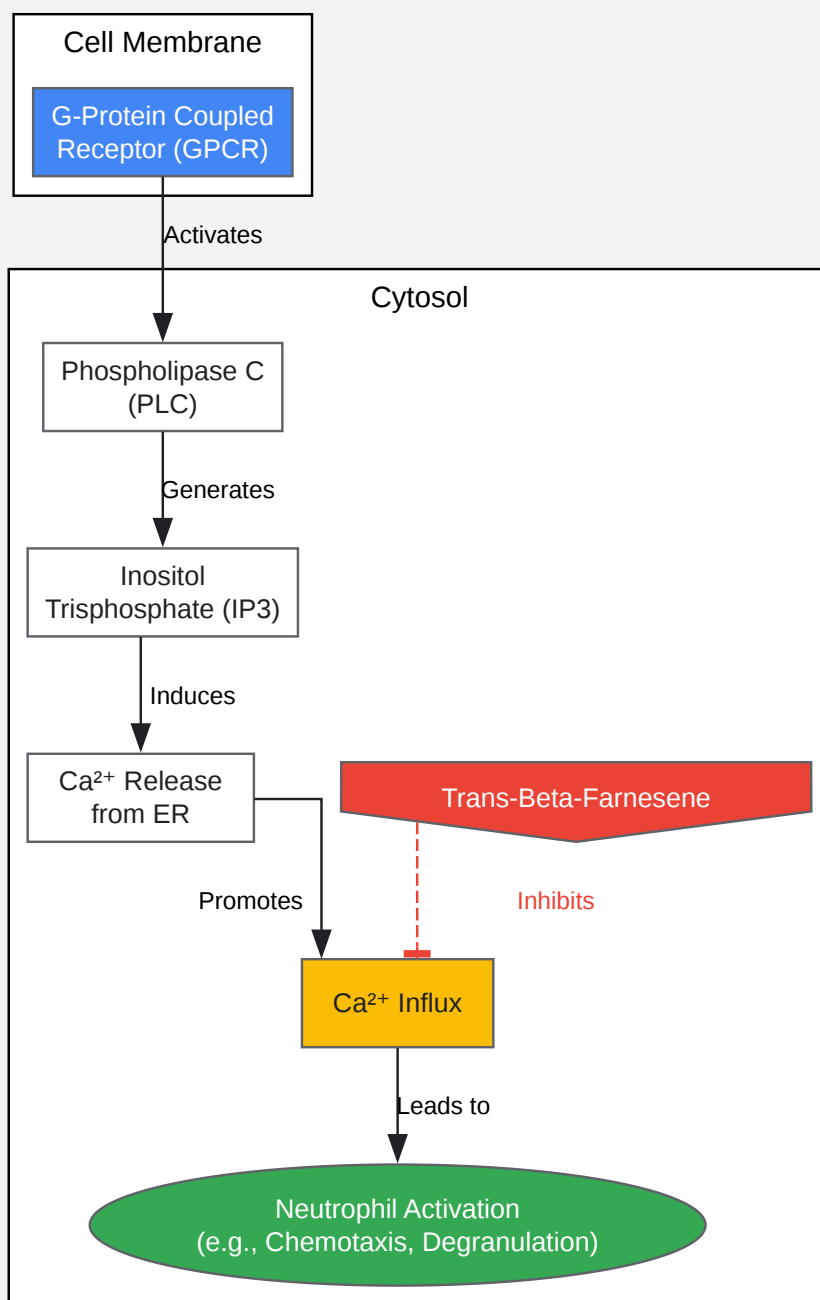 Cell Membrane
G-Protein Coupled
Receptor (GPCR)
Activates
Cytosol
Phospholipase C
(PLC)
Generates
Inositol
Trisphosphate (IP3)
Induces
Ca²⁺ Release
from ER
Trans-Beta-Farnesene
Promotes
Inhibits
Ca²⁺ Influx
Leads to
Neutrophil Activation
(e.g., Chemotaxis, Degranulation)